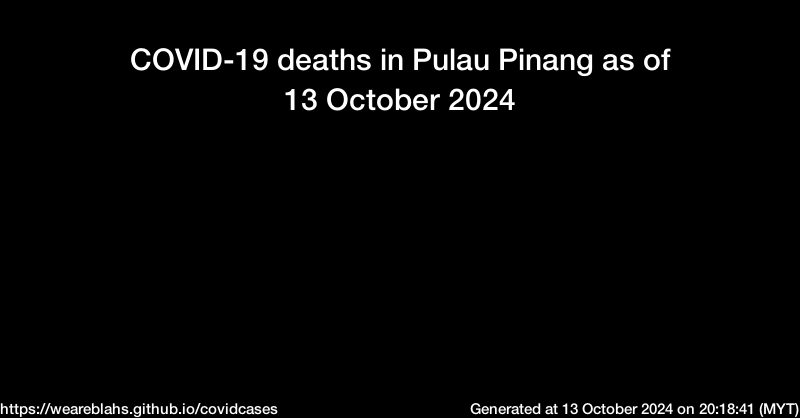 COVID-19 deaths in Pulau Pinang as of
13 October 2024
https://weareblahs.github.io/covidcases
Generated at 13 October 2024 on 20:18:41 (MYT)